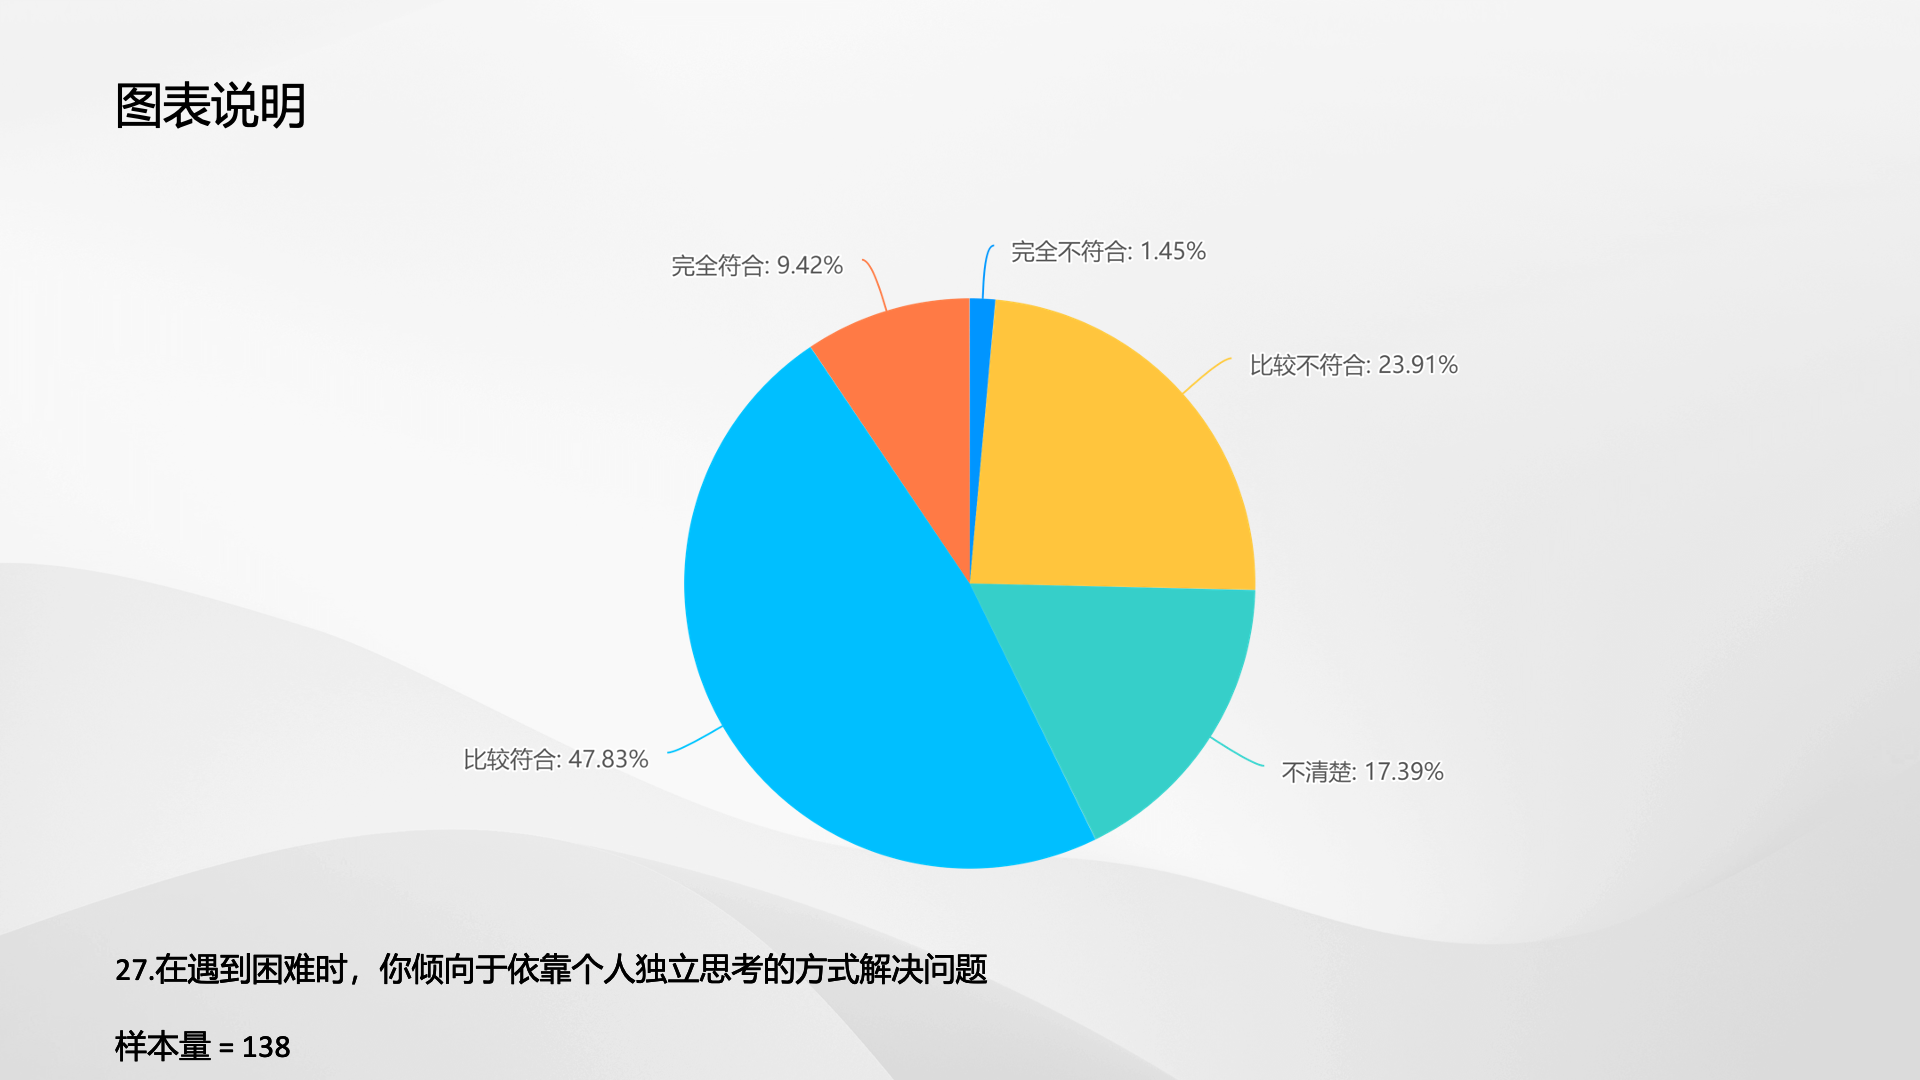 图表说明
完全符合: 9.42%
完全不符合: 1.45%
比较不符合: 23.91%
比较符合: 47.83%
不清楚: 17.39%
27.在遇到困难时，你倾向于依靠个人独立思考的方式解决问题
样本量 = 138